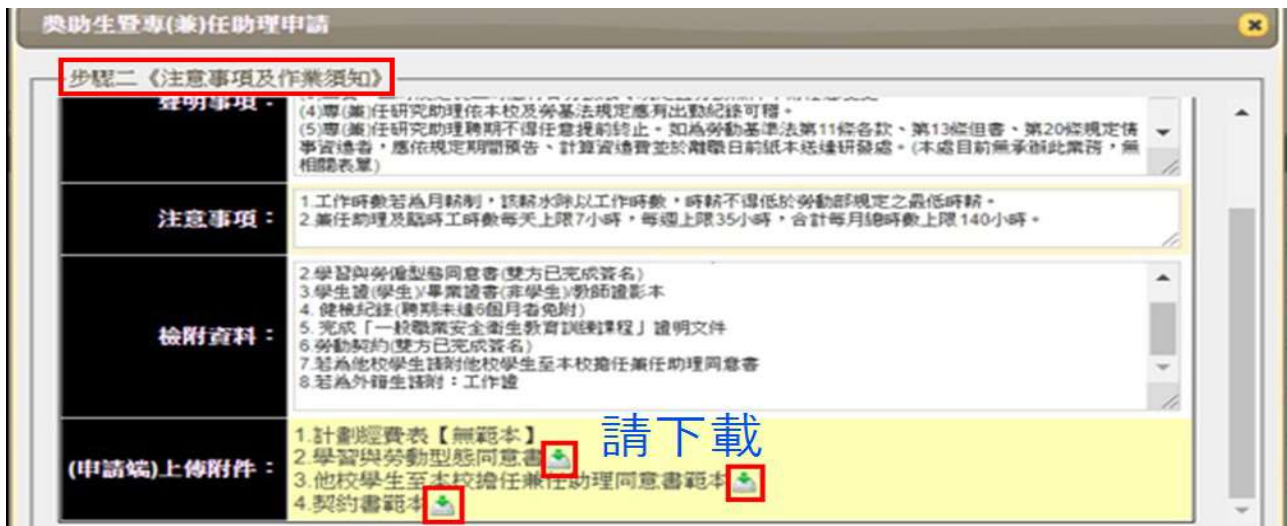 獎助生暨專(兼)任助理申請
步驟二《注意事項及作業須知》
聲明事項：
(4)專(兼)任研究助理依本校及勞基法規定應有出勤紀錄可稽。
(5)專(兼)任研究助理聘期不得任意提前終止。如為勞動基準法第11條各款、第13條但書、第20條規定情
事資遣者，應依規定期間預告、計算資遣費並於離職日前紙本送達研發處。(本處目前無承辦此業務，無
相關表單)
注意事項：
1.工作時數若為月薪制，該薪水除以工作時數，時薪不得低於勞動部規定之最低時薪。
2.兼任助理及臨時工時數每天上限7小時，每週上限35小時，合計每月總時數上限140小時。
檢附資料：
2.學習與勞僱型態同意書(雙方已完成簽名)
3.學生證(學生)/畢業證書(非學生)/教師證影本
4. 健檢紀錄(聘期未達6個月者免附)
5. 完成「一般職業安全衛生教育訓練課程」證明文件
6.勞動契約(雙方已完成簽名)
7.若為他校學生請附他校學生至本校擔任兼任助理同意書
8.若為外籍生請附：工作證
請下載
(申請端)上傳附件：
1.計劃經費表【無範本】
2.學習與勞動型態同意書
3.他校學生至本校擔任兼任助理同意書範本
4.契約書範本